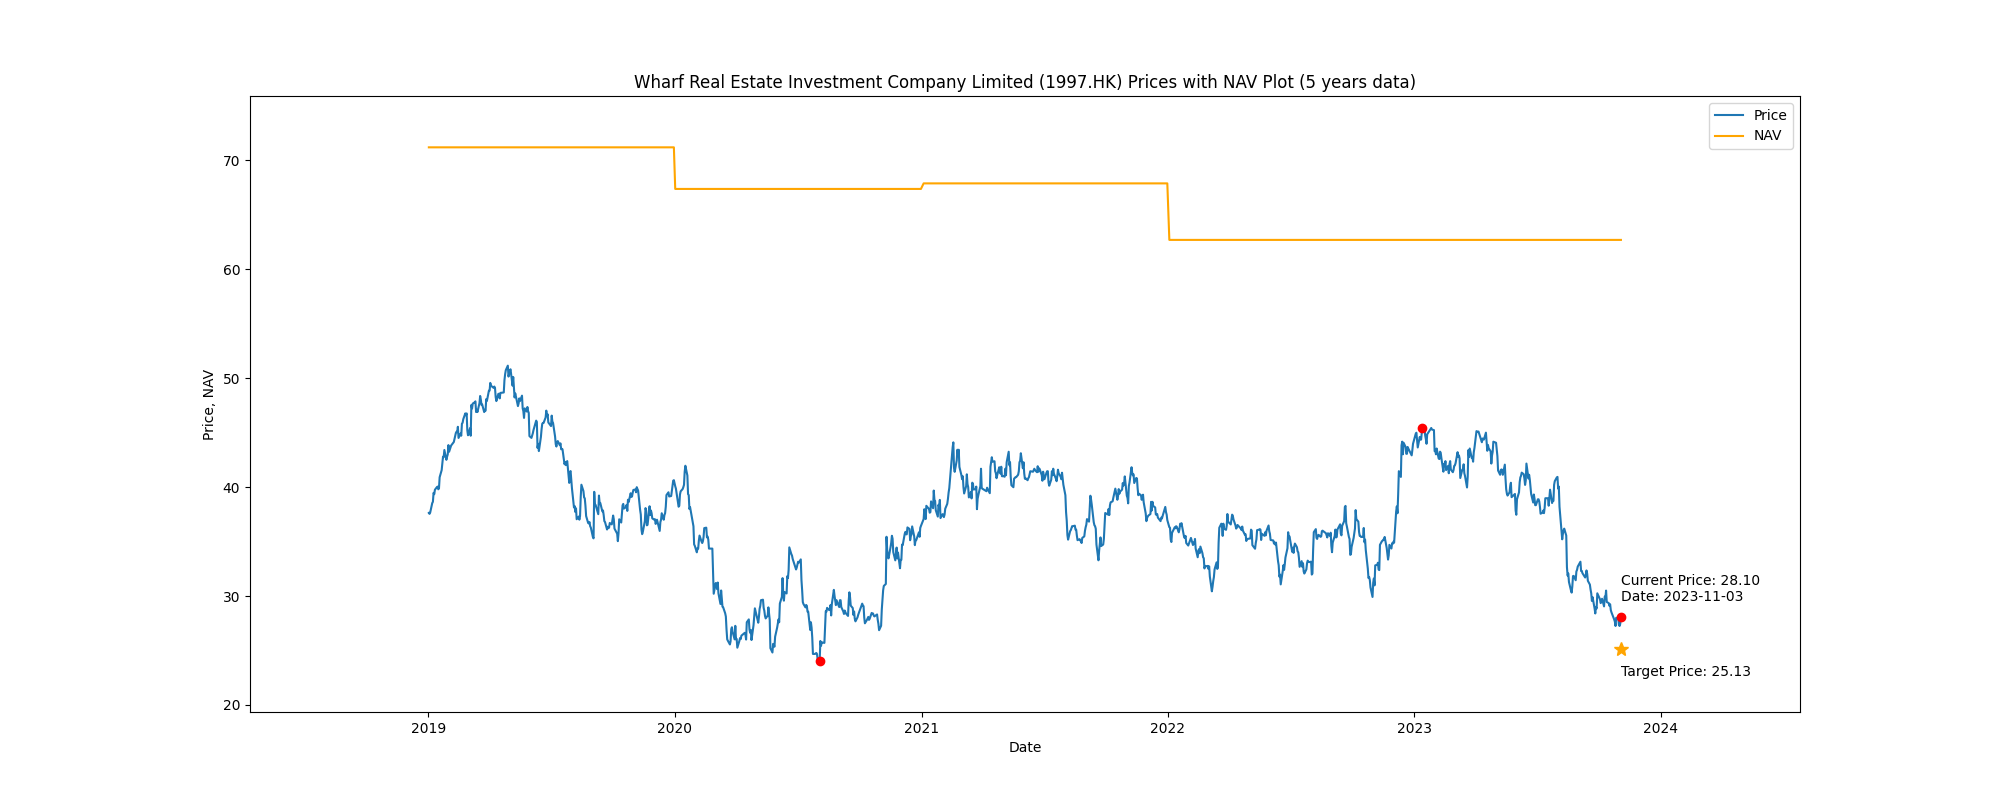 Wharf Real Estate Investment Company Limited (1997.HK) Prices with NAV Plot (5 years data)
Price
NAV
70
60
50
40
30
20
Price, NAV
Current Price: 28.10
Date: 2023-11-03
Target Price: 25.13
2019
2020
2021
2022
2023
2024
Date